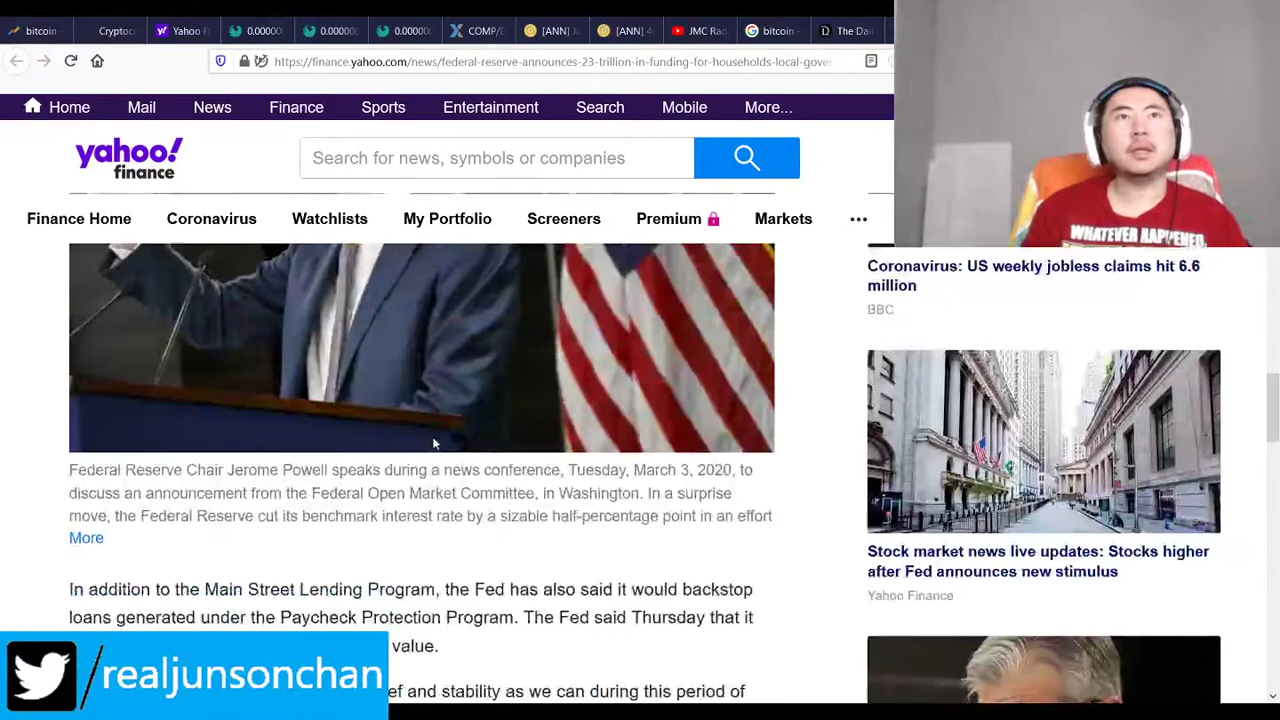 bitcoin
Cryptocu
Yahoo F
0.00000
0.000000
0.00000
COMP/
[ANN] J
[ANN] 4
JMC Rad
bitcoin -
The Dail
https://finance.yahoo.com/news/federal-reserve-announces-23-trillion-in-funding-for-households-local-gover
Home Mail News Finance Sports Entertainment Search Mobile More...
yahoo!
finance
Search for news, symbols or companies
Finance Home Coronavirus Watchlists My Portfolio Screeners Premium Markets
WHATEVER HAPPENED
Coronavirus: US weekly jobless claims hit 6.6
million
BBC
Federal Reserve Chair Jerome Powell speaks during a news conference, Tuesday, March 3, 2020, to
discuss an announcement from the Federal Open Market Committee, in Washington. In a surprise
move, the Federal Reserve cut its benchmark interest rate by a sizable half-percentage point in an effort
More
Stock market news live updates: Stocks higher
after Fed announces new stimulus
Yahoo Finance
In addition to the Main Street Lending Program, the Fed has also said it would backstop
loans generated under the Paycheck Protection Program. The Fed said Thursday that it
value.
ef and stability as we can during this period of
/realjunsonchan